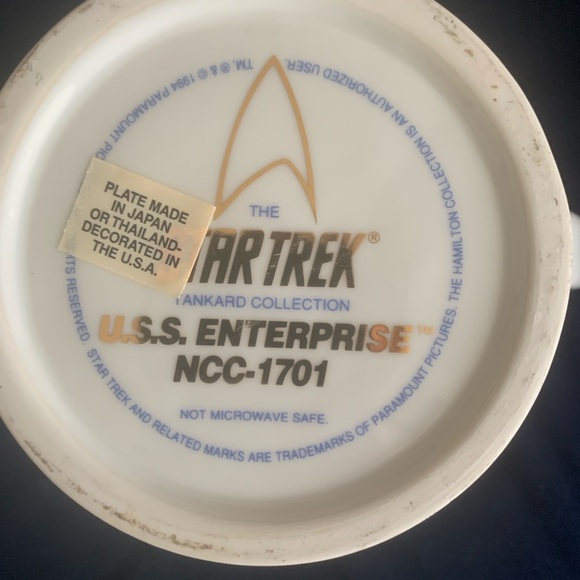 THE
STAR TREK®
TANKARD COLLECTION
U.S.S. ENTERPRISE™
NCC-1701
NOT MICROWAVE SAFE.
PLATE MADE
IN JAPAN
OR THAILAND-
DECORATED IN
THE U.S.A.
TM, ® & © 1994 PARAMOUNT PIC RIGHTS RESERVED. STAR TREK AND RELATED MARKS ARE TRADEMARKS OF PARAMOUNT PICTURES. THE HAMILTON COLLECTION IS AN AUTHORIZED USER.